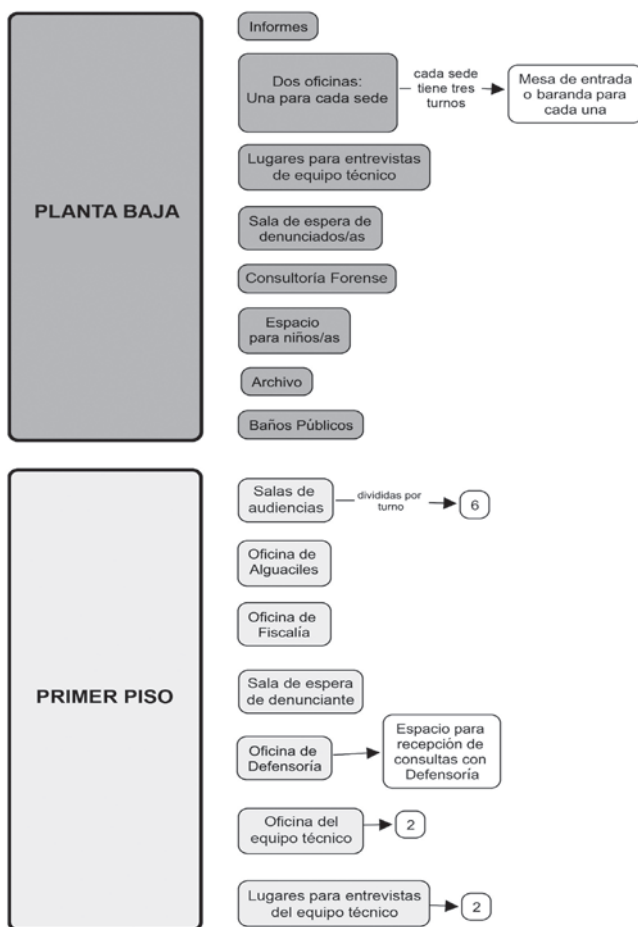 PLANTA BAJA
Informes
Dos oficinas:
Una para cada sede
cada sede
tiene tres
turnos
Mesa de entrada
o baranda para
cada una
Lugares para entrevistas
de equipo técnico
Sala de espera de
denunciados/as
Consultoría Forense
Espacio
para niños/as
Archivo
Baños Públicos
PRIMER PISO
Salas de
audiencias
divididas por
turno
6
Oficina de
Alguaciles
Oficina de
Fiscalía
Sala de espera
de denunciante
Oficina de
Defensoría
Espacio para
recepción de
consultas con
Defensoría
Oficina del
equipo técnico
2
Lugares para entrevistas
del equipo técnico
2